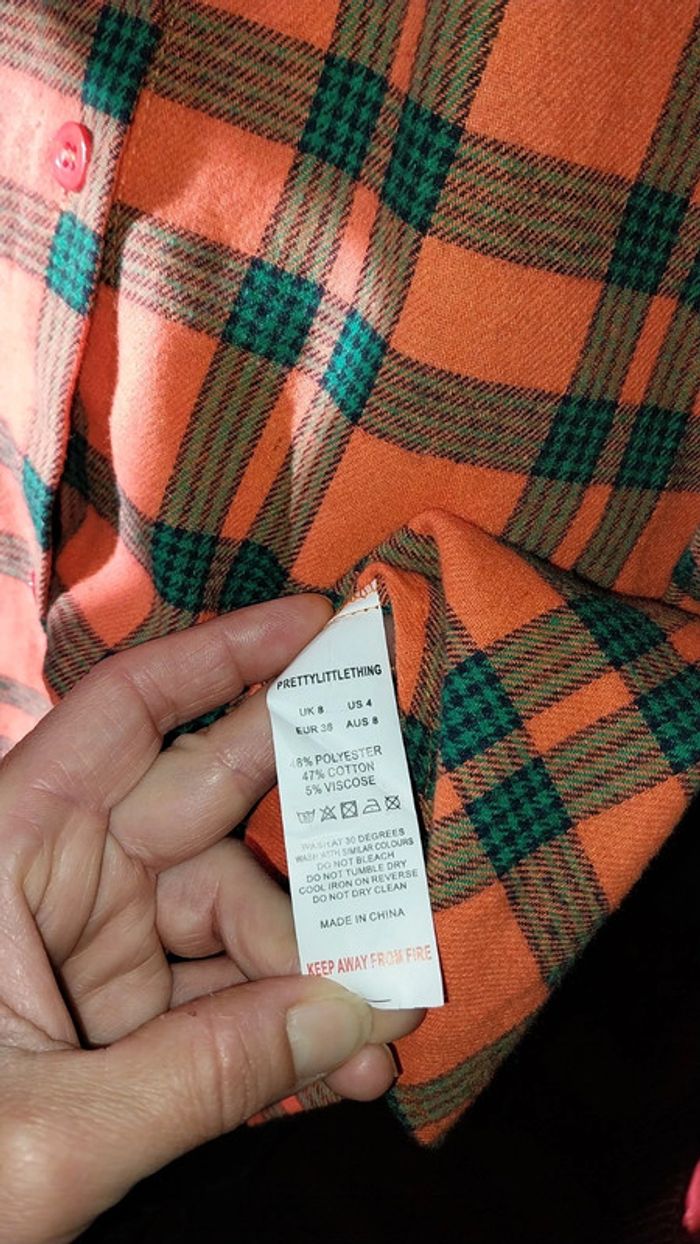 PRETTYLITTLETHING
UK 8 US 4
EUR 36 AUS 8
48% POLYESTER
47% COTTON
5% VISCOSE
WASH AT 30 DEGREES
WASH WITH SIMILAR COLOURS
DO NOT BLEACH
DO NOT TUMBLE DRY
COOL IRON ON REVERSE
DO NOT DRY CLEAN
MADE IN CHINA
KEEP AWAY FROM FIRE